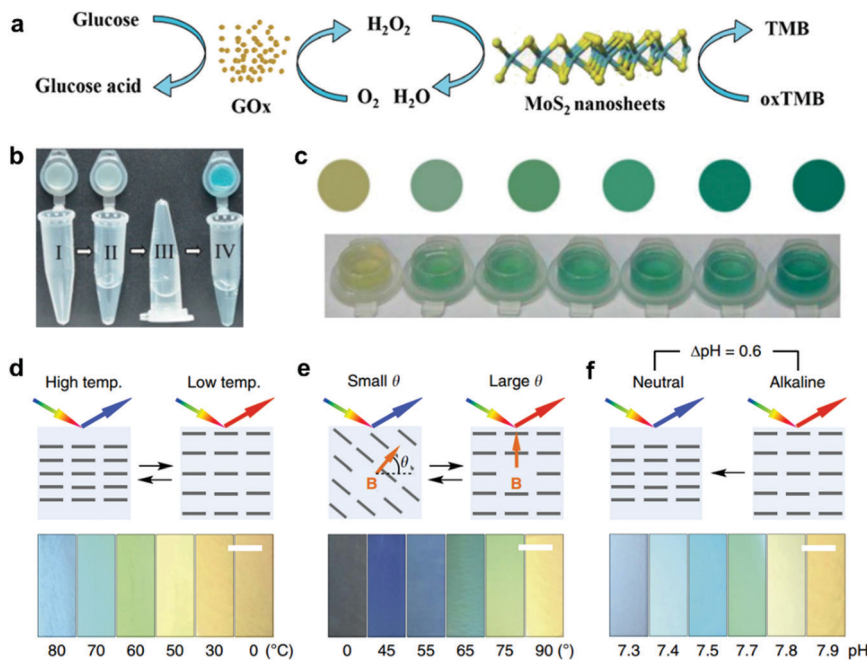 a
Glucose
H₂O₂
TMB
Glucose acid
GOx
O₂ H₂O
MoS₂ nanosheets
oxTMB
b
I
II
III
IV
c
d
High temp.
Low temp.
80 70 60 50 30 0 (°C)
e
Small θ
Large θ
θ
B
B
0 45 55 65 75 90 (°)
f
ΔpH = 0.6
Neutral
Alkaline
7.3 7.4 7.5 7.7 7.8 7.9 pH